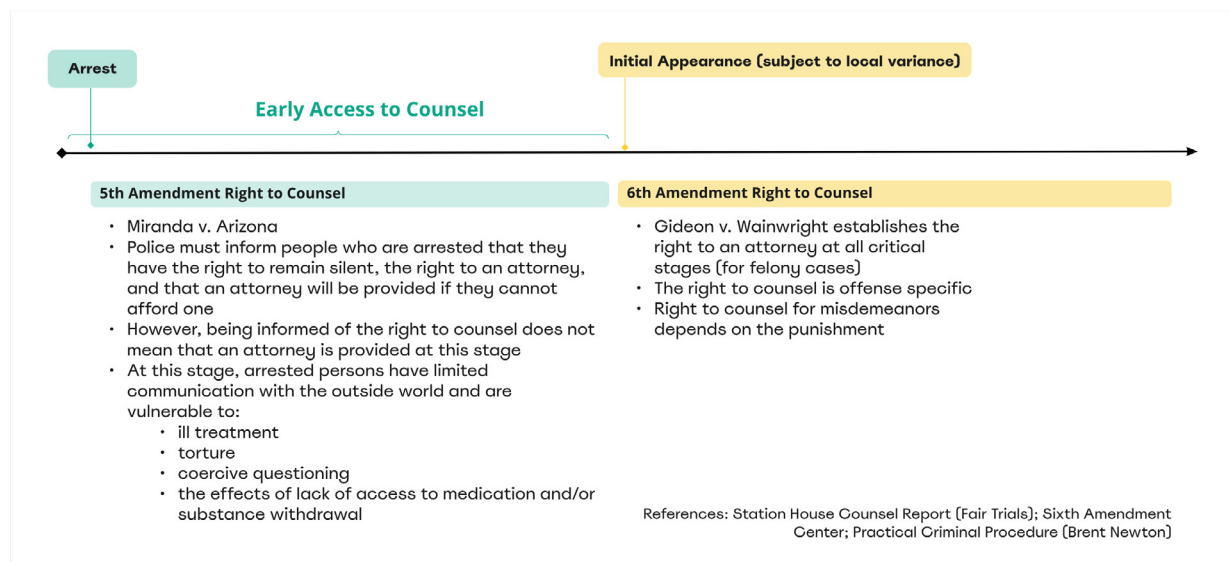 Arrest
Initial Appearance (subject to local variance)
Early Access to Counsel
5th Amendment Right to Counsel
• Miranda v. Arizona
• Police must inform people who are arrested that they
have the right to remain silent, the right to an attorney,
and that an attorney will be provided if they cannot
afford one
• However, being informed of the right to counsel does not
mean that an attorney is provided at this stage
• At this stage, arrested persons have limited
communication with the outside world and are
vulnerable to:
• ill treatment
• torture
• coercive questioning
• the effects of lack of access to medication and/or
substance withdrawal
6th Amendment Right to Counsel
• Gideon v. Wainwright establishes the
right to an attorney at all critical
stages (for felony cases)
• The right to counsel is offense specific
• Right to counsel for misdemeanors
depends on the punishment
References: Station House Counsel Report (Fair Trials); Sixth Amendment
Center; Practical Criminal Procedure (Brent Newton)